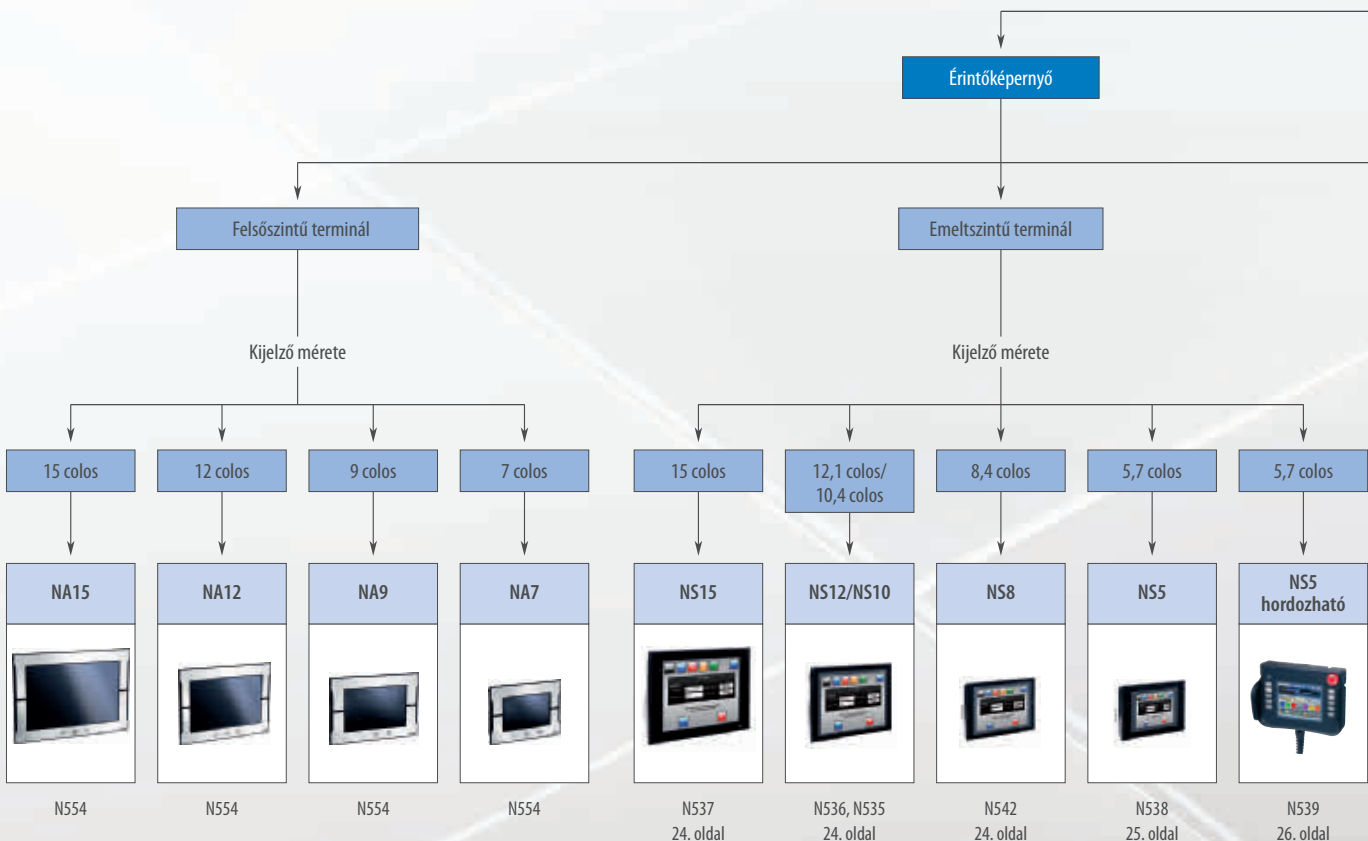 Érintőképernyő
Felsőszintű terminál
Emeltszintű terminál
Kijelző mérete
Kijelző mérete
15 colos
12 colos
9 colos
7 colos
15 colos
12,1 colos/
10,4 colos
8,4 colos
5,7 colos
5,7 colos
NA15
NA12
NA9
NA7
NS15
NS12/NS10
NS8
NS5
NS5
hordozható
N554
N554
N554
N554
N537
24. oldal
N536, N535
24. oldal
N542
24. oldal
N538
25. oldal
N539
26. oldal